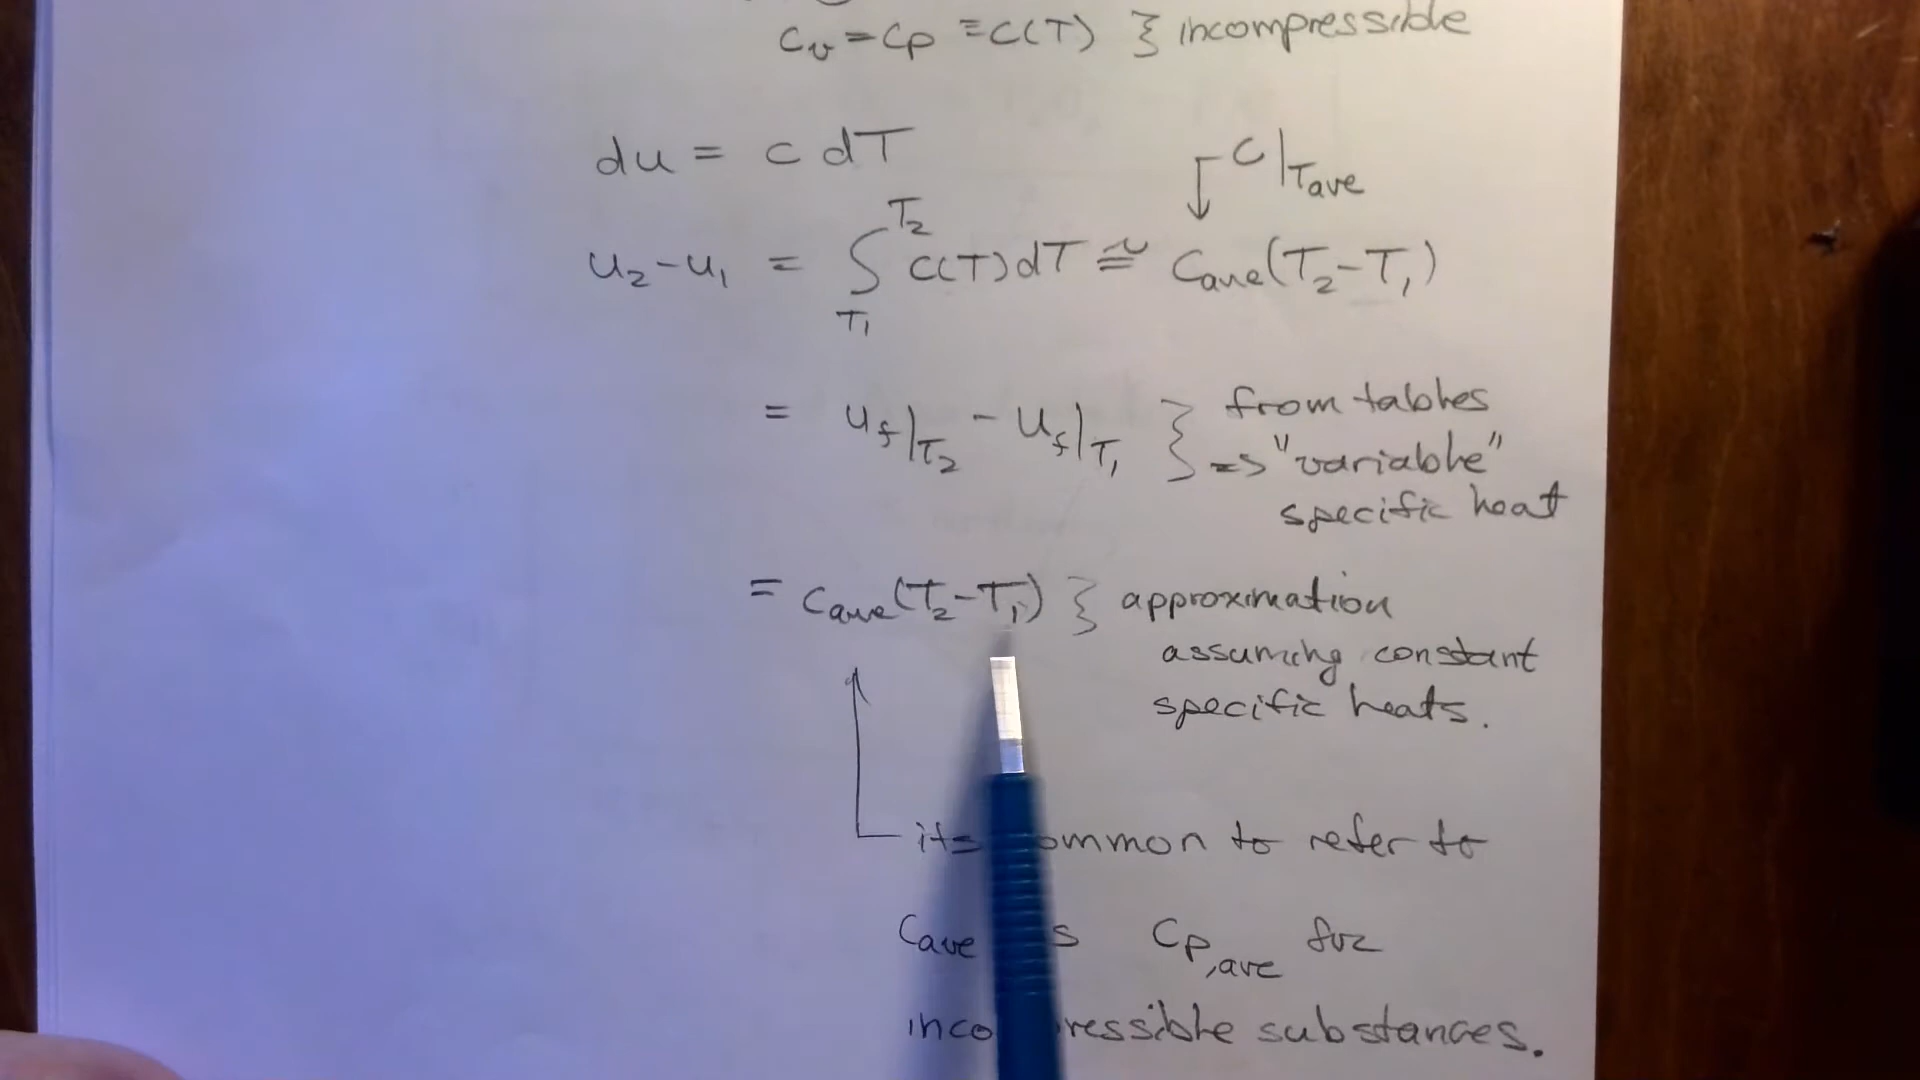 Cv = Cp ≡ C(T) } incompressible
du = c dT
C|Tave
u2 - u1 = ∫T1^T2 C(T)dT ≅ Cave(T2-T1)
= uf|T2 - uf|T1 } from tables
=> "variable"
specific heat
= Cave(T2-T1) } approximation
assuming constant
specific heats.
its ommon to refer to
Cave s Cp,ave for
inco ressible substances.